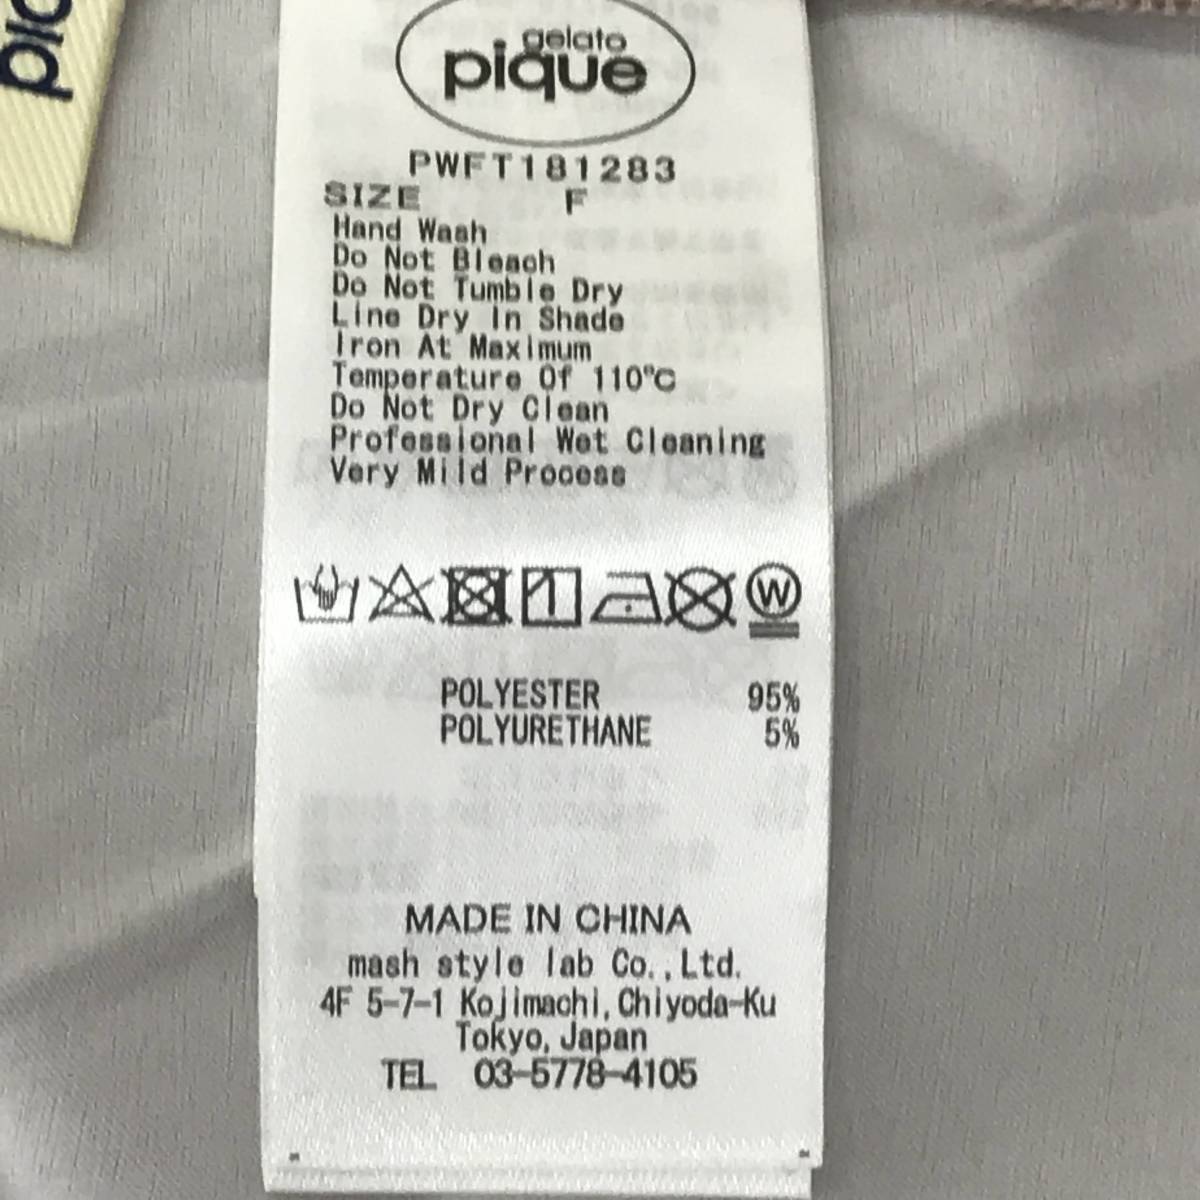 gelato
pique
PWFT181283
SIZE F
Hand Wash
Do Not Bleach
Do Not Tumble Dry
Line Dry In Shade
Iron At Maximum
Temperature Of 110℃
Do Not Dry Clean
Professional Wet Cleaning
Very Mild Process
W
POLYESTER 95%
POLYURETHANE 5%
MADE IN CHINA
mash style lab Co.,Ltd.
4F 5-7-1 Kojimachi,Chiyoda-Ku
Tokyo,Japan
TEL 03-5778-4105